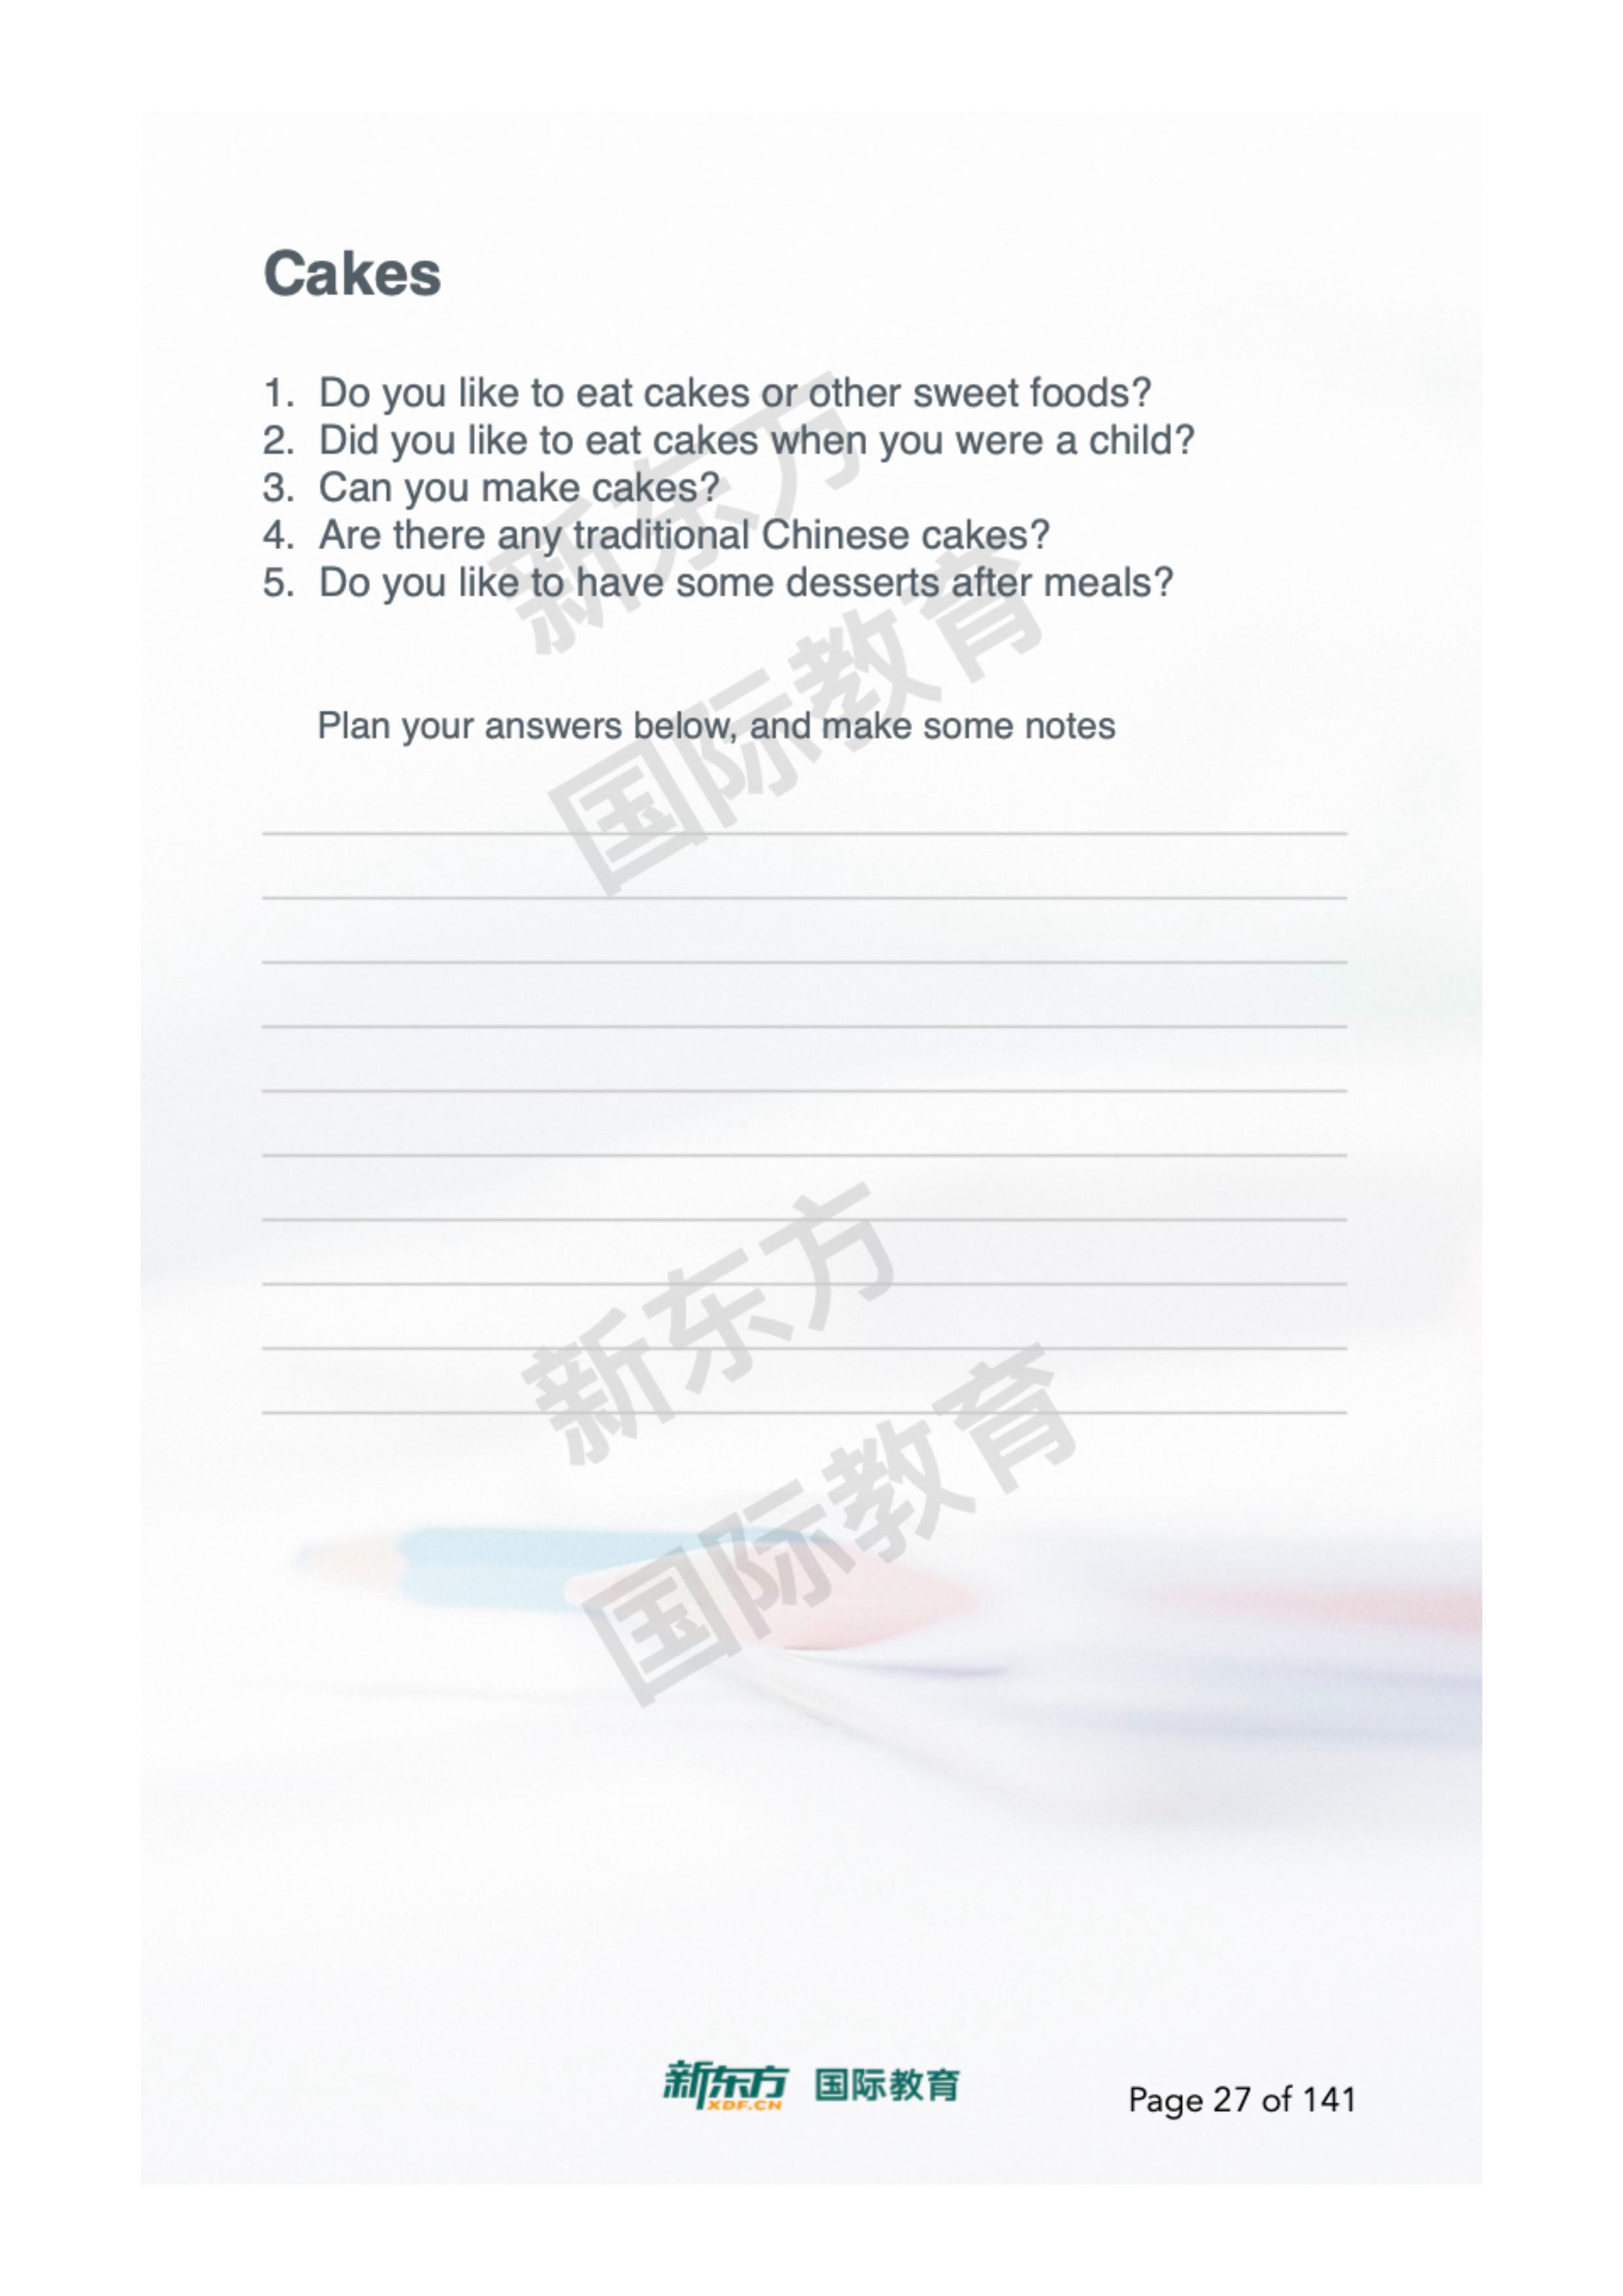 Cakes
1. Do you like to eat cakes or other sweet foods?
2. Did you like to eat cakes when you were a child?
3. Can you make cakes?
4. Are there any traditional Chinese cakes?
5. Do you like to have some desserts after meals?
新东方
国际教育
Plan your answers below, and make some notes
新东方
国际教育
新东方 国际教育
XDF.CN
Page 27 of 141